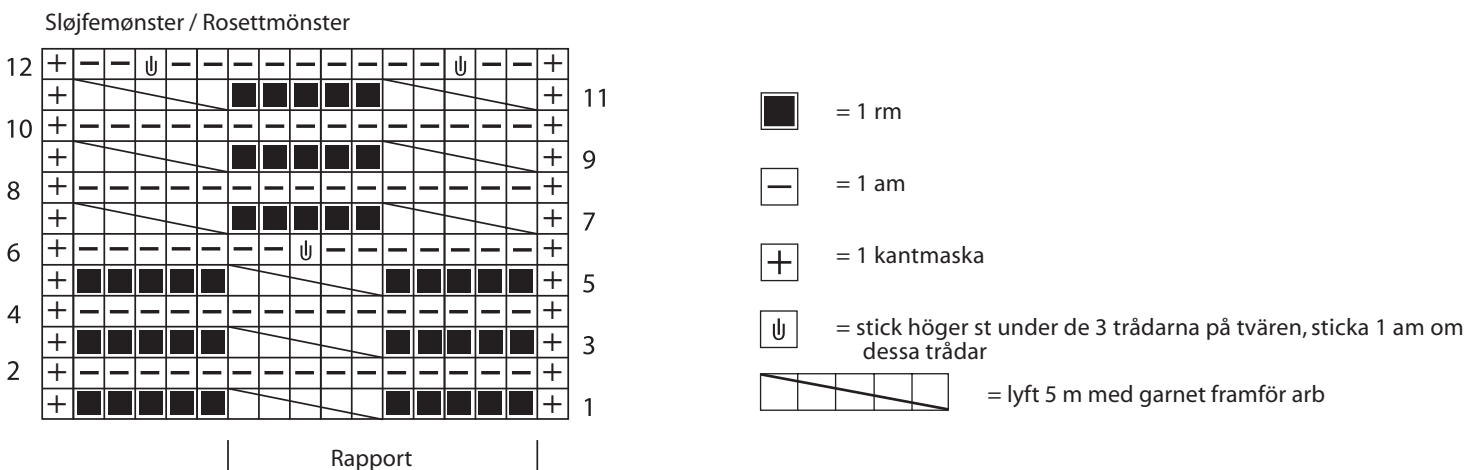 Sløjfemønster / Rosettmönster
12
11
10
9
8
7
6
5
4
3
2
1
Rapport
= 1 rm
= 1 am
= 1 kantmaska
= stick höger st under de 3 trådarna på tvären, sticka 1 am om
dessa trådar
= lyft 5 m med garnet framför arb